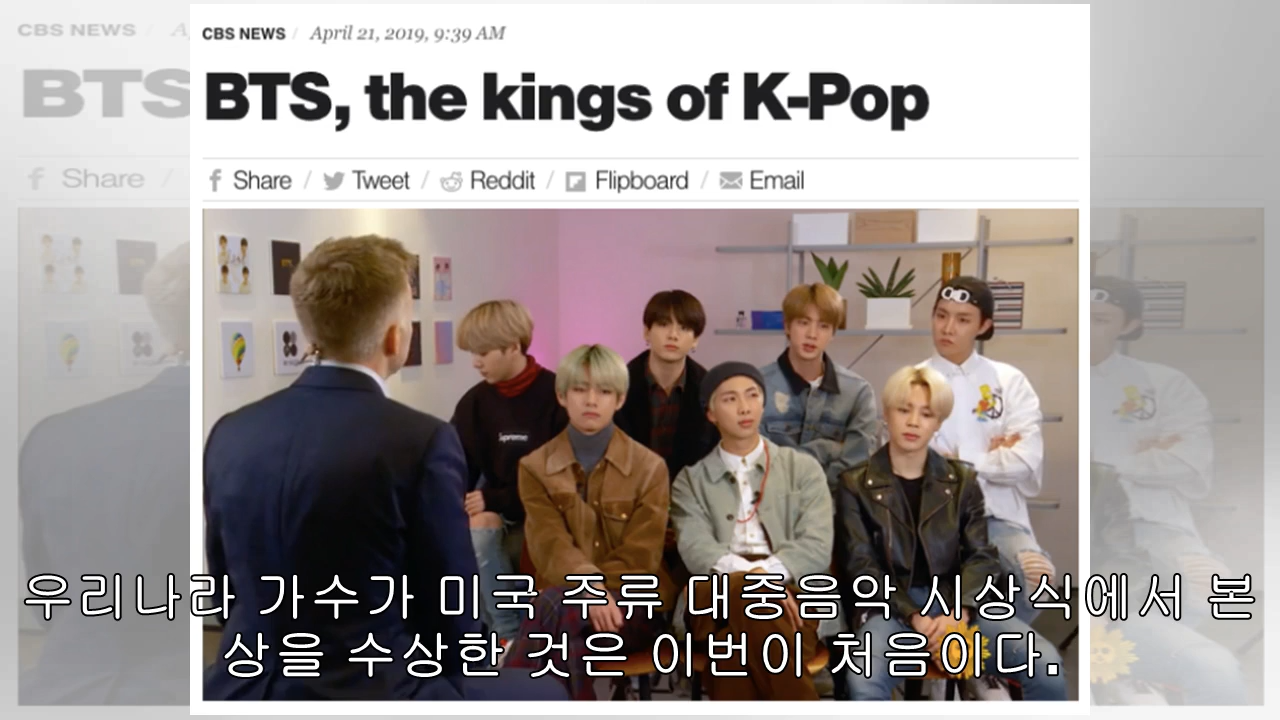 CBS NEWS / April 21, 2019, 9:39 AM
BTS, the kings of K-Pop
Share / Tweet / Reddit / Flipboard / Email
BTS
Supreme
우리나라 가수가 미국 주류 대중음악 시상식에서 본
상을 수상한 것은 이번이 처음이다.